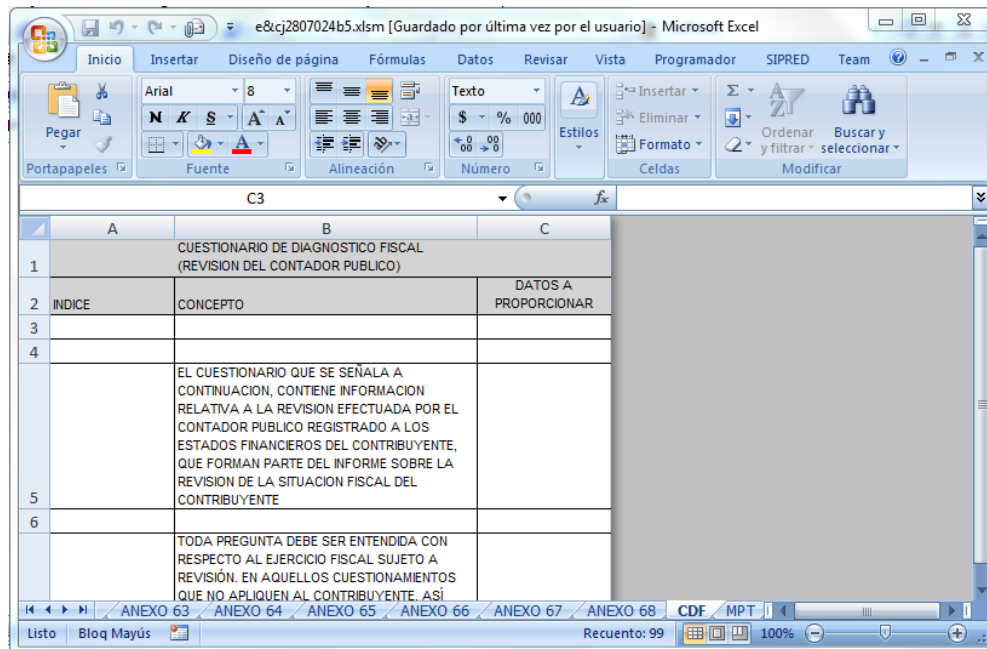 e&cj2807024b5.xlsm [Guardado por última vez por el usuario] - Microsoft Excel
Inicio Insertar Diseño de página Fórmulas Datos Revisar Vista Programador SIPRED Team
Pegar
Portapapeles
Arial 8
N K S A A
A
Fuente
Alineación
Texto
$ % 000
Número
Estilos
Insertar
Eliminar
Formato
Celdas
Σ
Ordenar y filtrar
Buscar y seleccionar
Modificar
C3 fx
A B C
1 CUESTIONARIO DE DIAGNOSTICO FISCAL
(REVISION DEL CONTADOR PUBLICO)
2 INDICE CONCEPTO DATOS A
PROPORCIONAR
3
4
EL CUESTIONARIO QUE SE SEÑALA A
CONTINUACION, CONTIENE INFORMACION
RELATIVA A LA REVISION EFECTUADA POR EL
CONTADOR PUBLICO REGISTRADO A LOS
ESTADOS FINANCIEROS DEL CONTRIBUYENTE,
QUE FORMAN PARTE DEL INFORME SOBRE LA
REVISION DE LA SITUACION FISCAL DEL
5 CONTRIBUYENTE
6
TODA PREGUNTA DEBE SER ENTENDIDA CON
RESPECTO AL EJERCICIO FISCAL SUJETO A
REVISIÓN. EN AQUELLOS CUESTIONAMIENTOS
QUE NO APLIQUEN AL CONTRIBUYENTE, ASÍ
ANEXO 63 ANEXO 64 ANEXO 65 ANEXO 66 ANEXO 67 ANEXO 68 CDF MPT
Listo Bloq Mayús Recuento: 99 100%